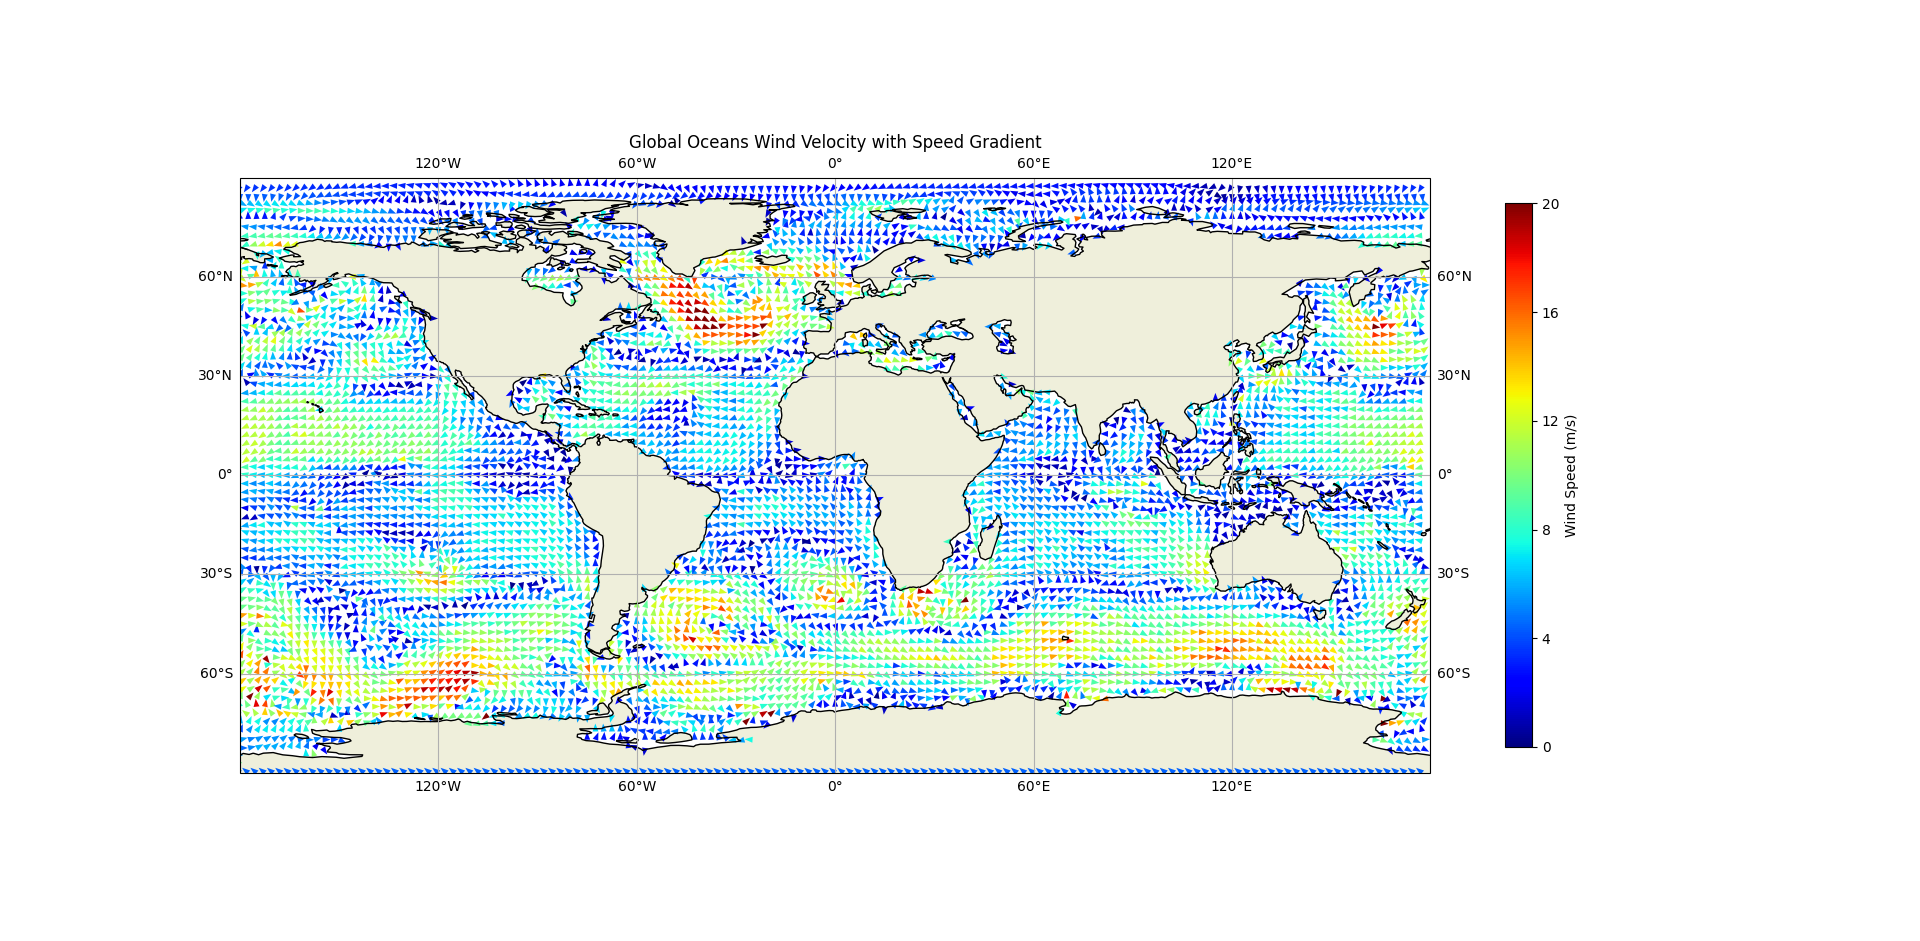 Global Oceans Wind Velocity with Speed Gradient
120°W 60°W 0° 60°E 120°E
60°N 60°N
30°N 30°N
0° 0°
30°S 30°S
60°S 60°S
120°W 60°W 0° 60°E 120°E
20
16
12
8
4
0
Wind Speed (m/s)